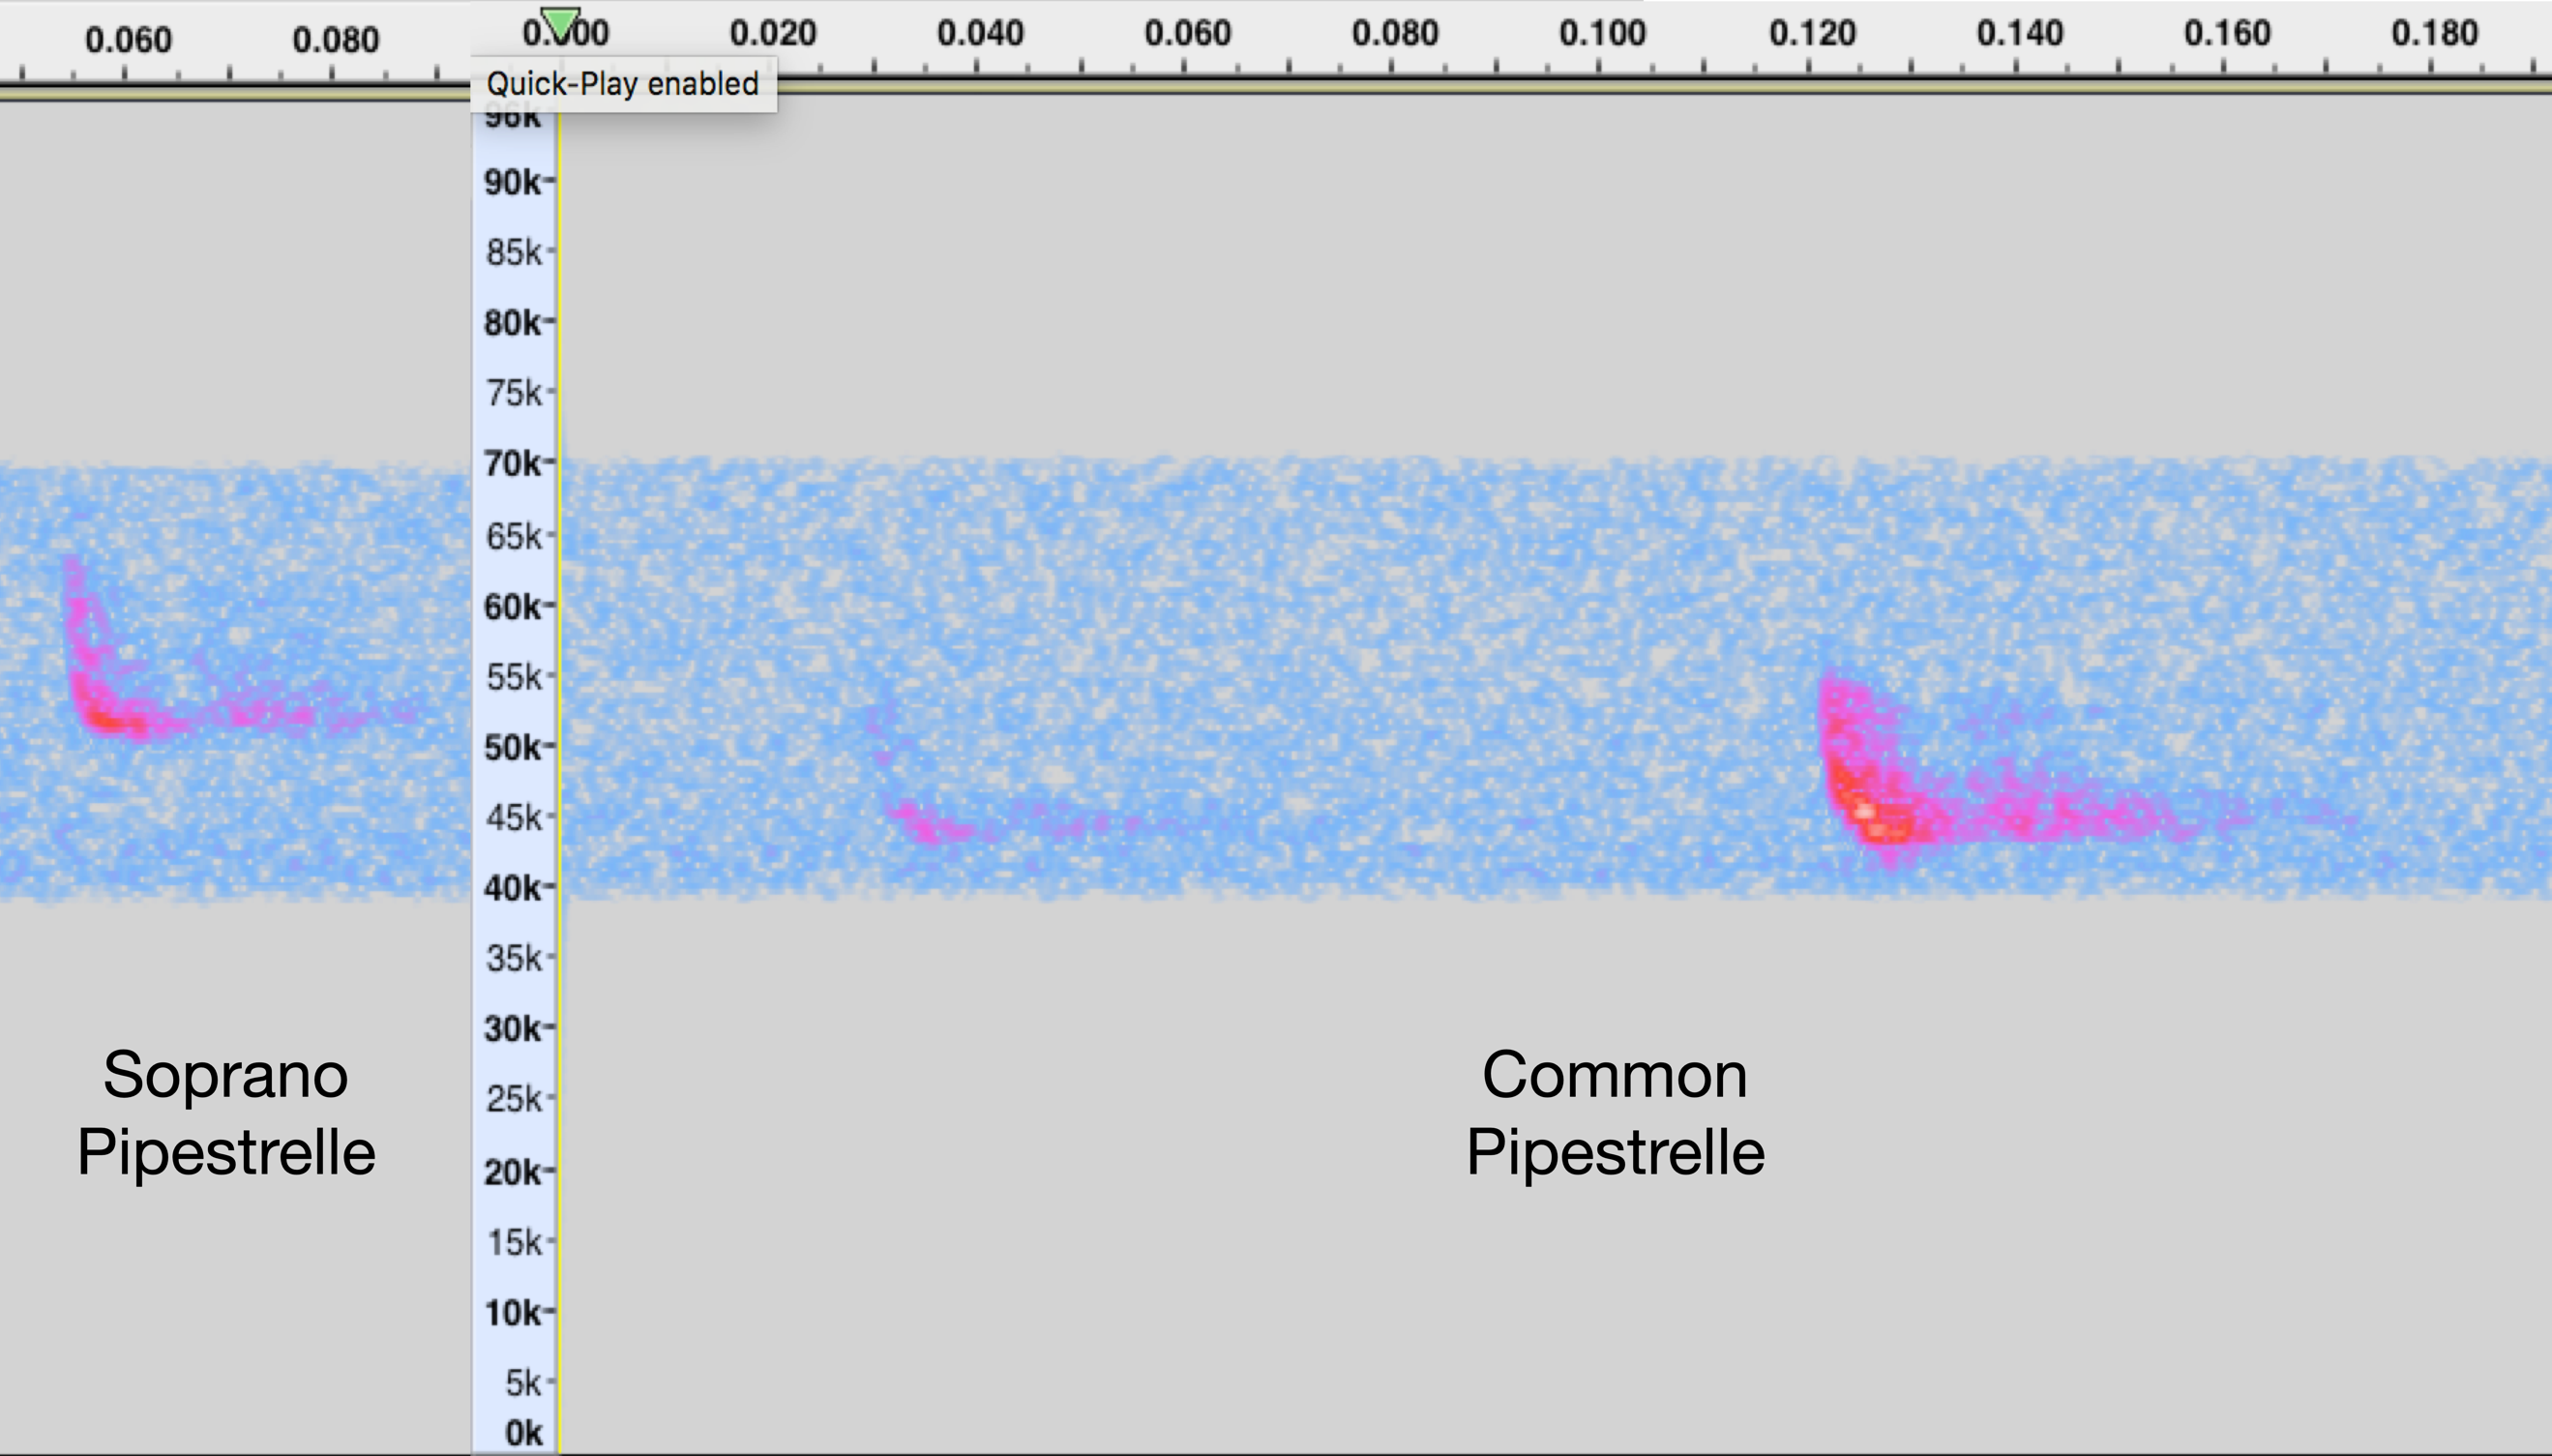 0.060 0.080 0.000 0.020 0.040 0.060 0.080 0.100 0.120 0.140 0.160 0.180
Quick-Play enabled
96k
90k
85k
80k
75k
70k
65k
60k
55k
50k
45k
40k
35k
30k
25k
20k
15k
10k
5k
0k
Soprano
Pipestrelle
Common
Pipestrelle